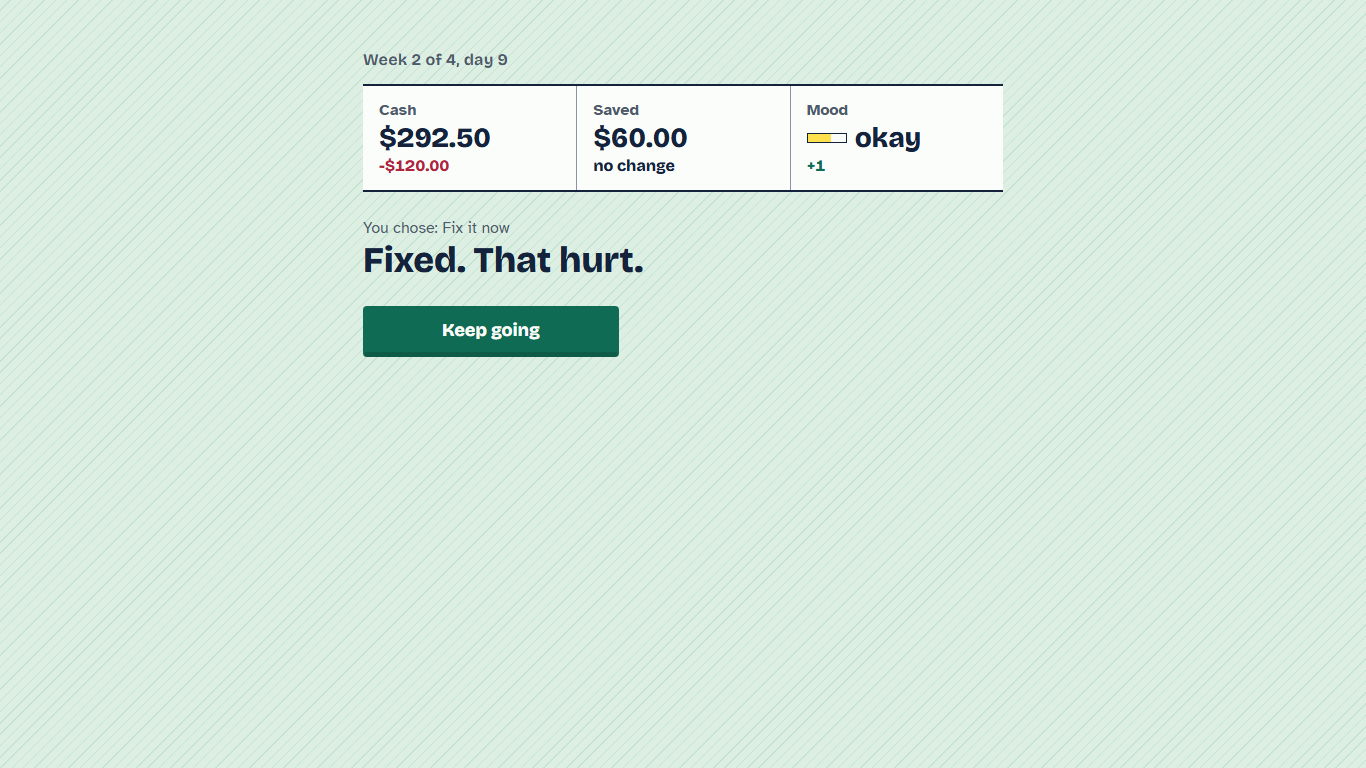 Week 2 of 4, day 9
Cash
$292.50
-$120.00
Saved
$60.00
no change
Mood
okay
+1
You chose: Fix it now
Fixed. That hurt.
Keep going